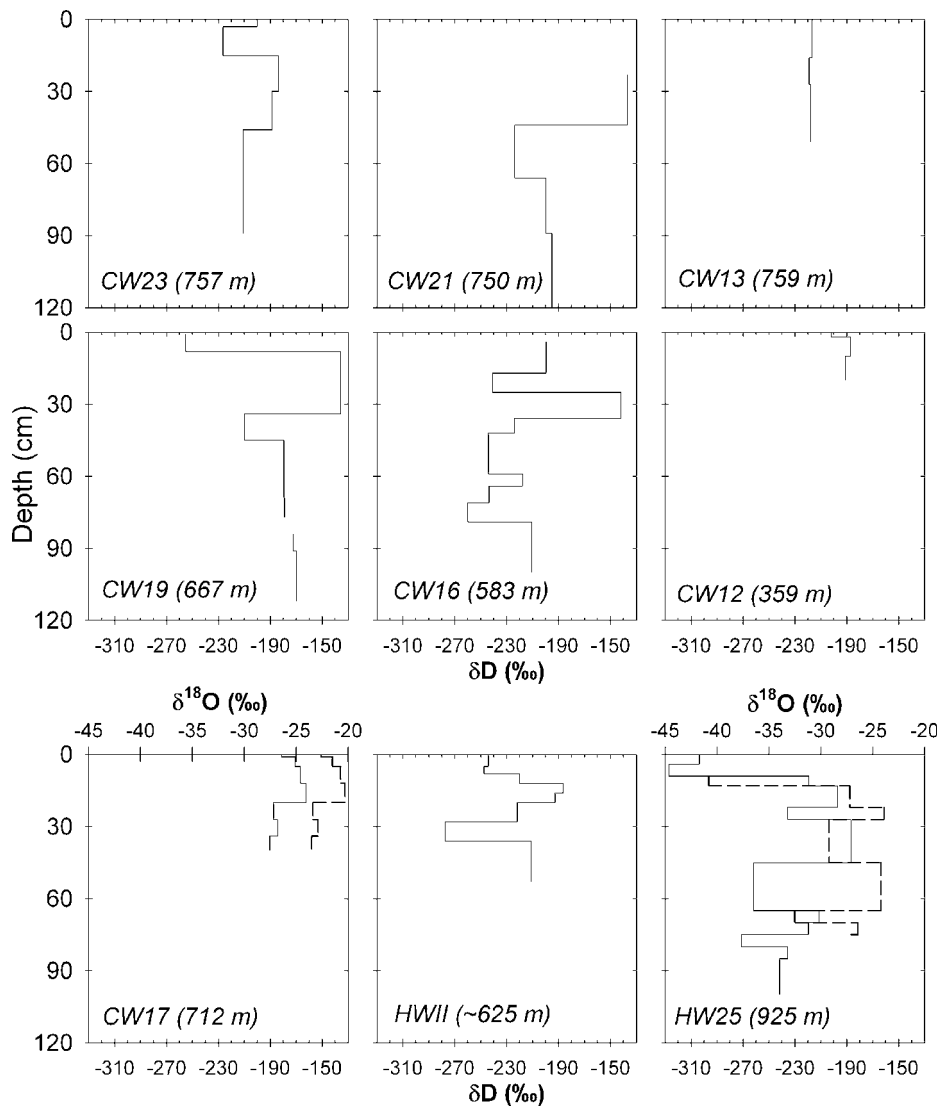 0
30
60
90
120
CW23 (757 m)
CW21 (750 m)
CW13 (759 m)
0
30
60
90
120
Depth (cm)
CW19 (667 m)
CW16 (583 m)
CW12 (359 m)
-310 -270 -230 -190 -150
-310 -270 -230 -190 -150
-310 -270 -230 -190 -150
δD (‰)
δ18O (‰)
δ18O (‰)
-45 -40 -35 -30 -25 -20
-45 -40 -35 -30 -25 -20
0
30
60
90
120
CW17 (712 m)
HWII (~625 m)
HW25 (925 m)
-310 -270 -230 -190 -150
-310 -270 -230 -190 -150
-310 -270 -230 -190 -150
δD (‰)